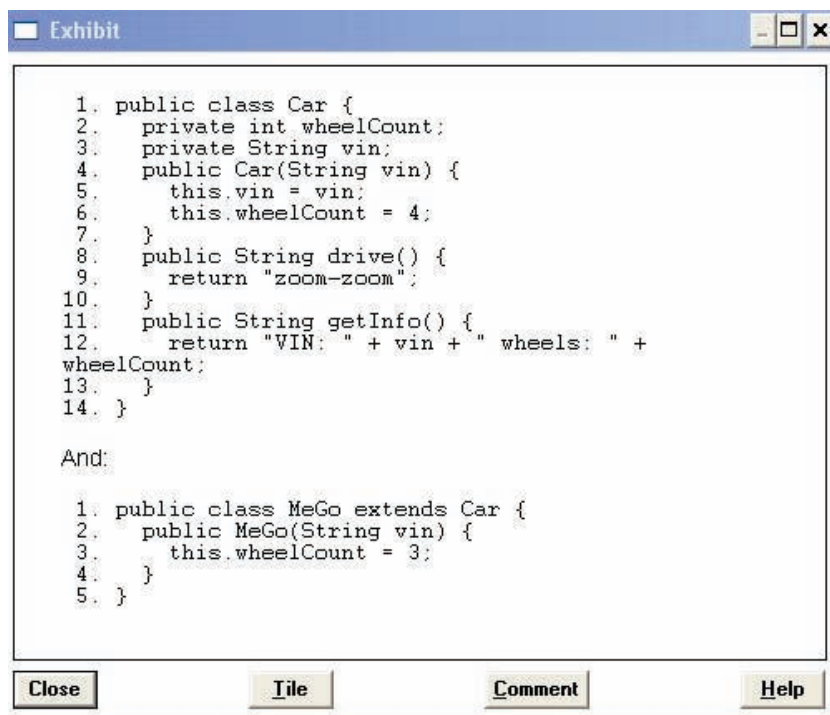 Exhibit
1. public class Car {
2. private int wheelCount;
3. private String vin;
4. public Car(String vin) {
5. this.vin = vin;
6. this.wheelCount = 4;
7. }
8. public String drive() {
9. return "zoom-zoom";
10. }
11. public String getInfo() {
12. return "VIN: " + vin + " wheels: " +
wheelCount;
13. }
14. }
And:
1. public class MeGo extends Car {
2. public MeGo(String vin) {
3. this.wheelCount = 3;
4. }
5. }
Close Tile Comment Help